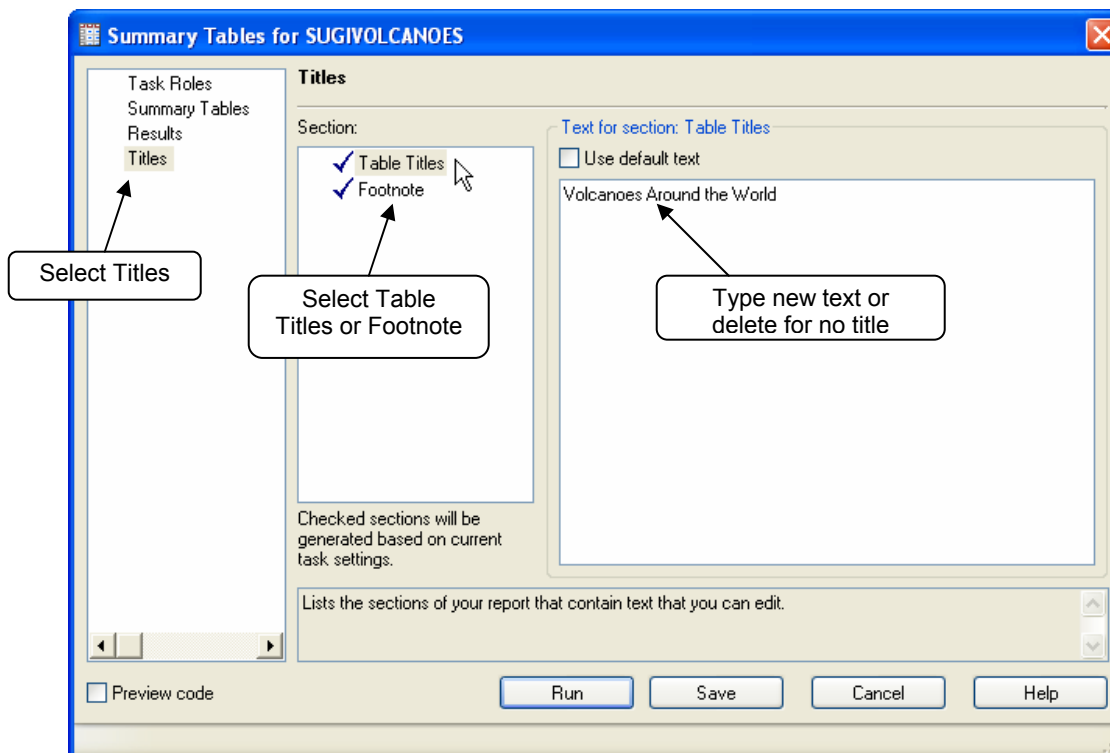 Summary Tables for SUGIVOLCANOES
Task Roles
Summary Tables
Results
Titles
Titles
Section:
Table Titles
Footnote
Text for section: Table Titles
Use default text
Volcanoes Around the World
Select Titles
Select Table
Titles or Footnote
Type new text or
delete for no title
Checked sections will be
generated based on current
task settings.
Lists the sections of your report that contain text that you can edit.
Preview code
Run
Save
Cancel
Help